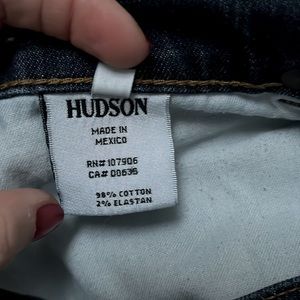 HUDSON
MADE IN
MEXICO
RN# 107906
CA# 08636
98% COTTON
2% ELASTAN